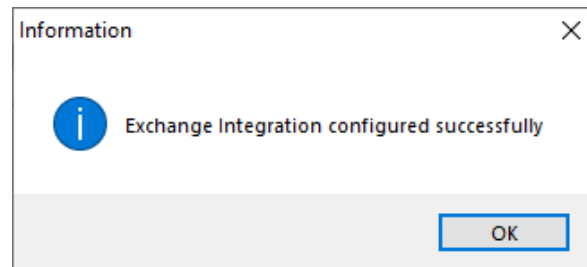 Information
Exchange Integration configured successfully
OK